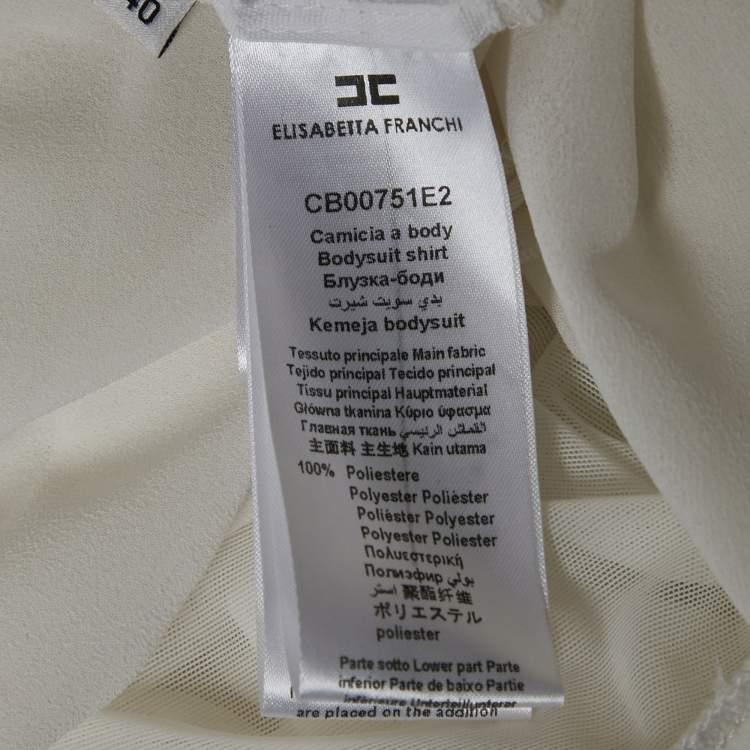 40
ELISABETTA FRANCHI
CB00751E2
Camicia a body
Bodysuit shirt
Блузка-боди
بدي سويت شيرت
Kemeja bodysuit
Tessuto principale Main fabric
Tejido principal Tecido principal
Tissu principal Hauptmaterial
Główna tkanina Κύριο ύφασμα
Главная ткань القماش الرئيسي
主面料 主生地 Kain utama
100% Poliestere
Polyester Poliéster
Poliéster Polyester
Polyester Poliester
Πολυεστερική
Полиэфир بولي
استر 聚酯纤维
ポリエステル
poliester
Parte sotto Lower part Parte
inferior Parte de baixo Partie
inférieure Unterteil
are placed on the addition